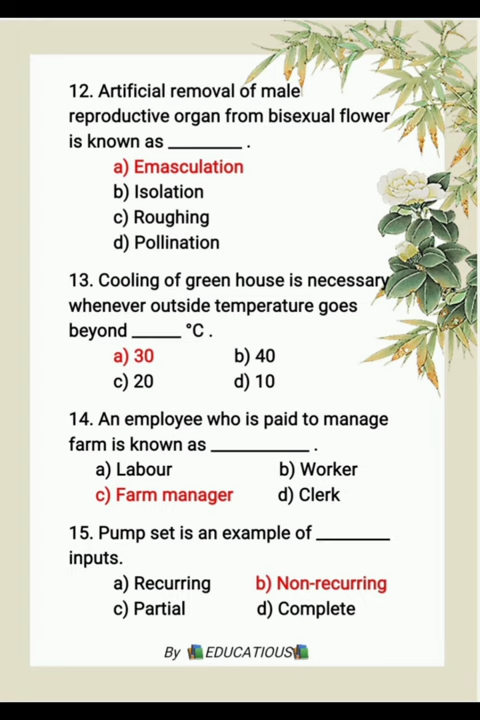 12. Artificial removal of male
reproductive organ from bisexual flower
is known as ________ .
a) Emasculation
b) Isolation
c) Roughing
d) Pollination
13. Cooling of green house is necessary
whenever outside temperature goes
beyond _____ °C .
a) 30 b) 40
c) 20 d) 10
14. An employee who is paid to manage
farm is known as __________ .
a) Labour b) Worker
c) Farm manager d) Clerk
15. Pump set is an example of ________
inputs.
a) Recurring b) Non-recurring
c) Partial d) Complete
By EDUCATIOUS